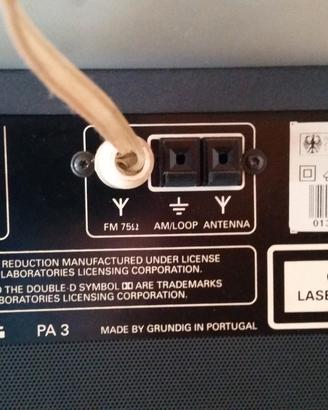 FM 75Ω AM/LOOP ANTENNA
REDUCTION MANUFACTURED UNDER LICENSE
LABORATORIES LICENSING CORPORATION.
THE DOUBLE-D SYMBOL ARE TRADEMARKS
LABORATORIES LICENSING CORPORATION.
PA 3 MADE BY GRUNDIG IN PORTUGAL